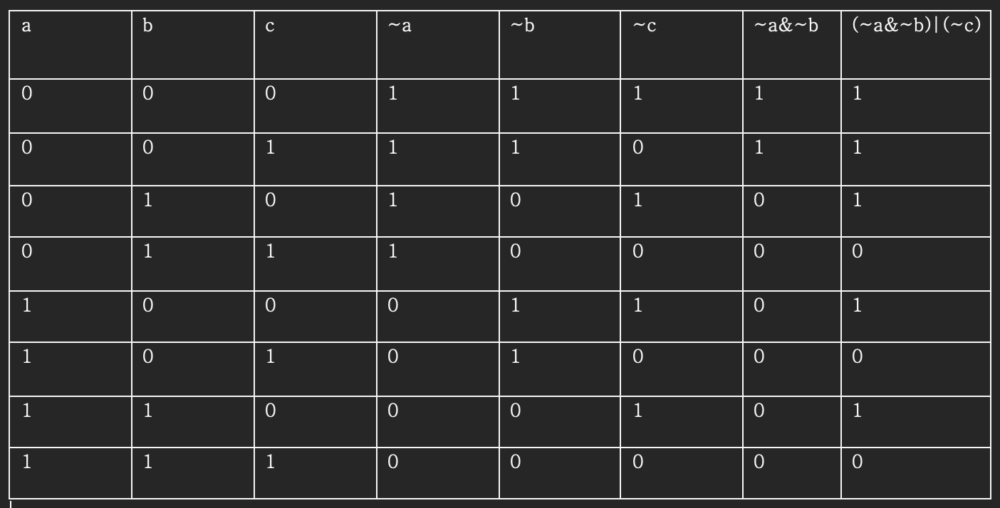 a b c ~a ~b ~c ~a&~b (~a&~b)|(~c)
0 0 0 1 1 1 1 1
0 0 1 1 1 0 1 1
0 1 0 1 0 1 0 1
0 1 1 1 0 0 0 0
1 0 0 0 1 1 0 1
1 0 1 0 1 0 0 0
1 1 0 0 0 1 0 1
1 1 1 0 0 0 0 0